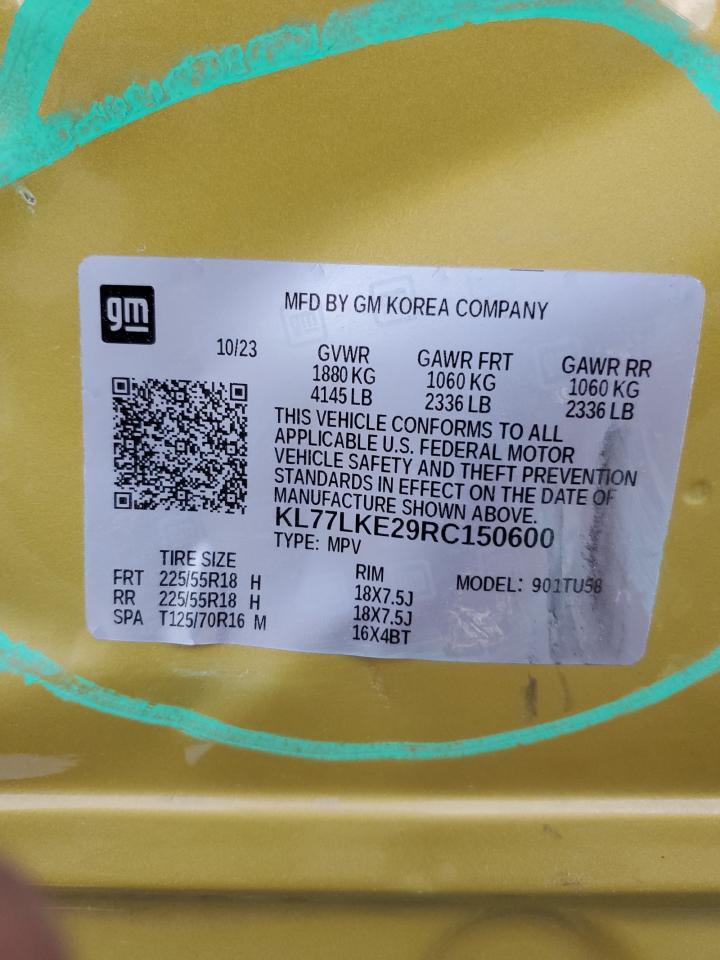 gm
MFD BY GM KOREA COMPANY
10/23
GVWR GAWR FRT GAWR RR
1880 KG 1060 KG 1060 KG
4145 LB 2336 LB 2336 LB
THIS VEHICLE CONFORMS TO ALL
APPLICABLE U.S. FEDERAL MOTOR
VEHICLE SAFETY AND THEFT PREVENTION
STANDARDS IN EFFECT ON THE DATE OF
MANUFACTURE SHOWN ABOVE.
KL77LKE29RC150600
TYPE: MPV
TIRE SIZE RIM MODEL: 901TU58
FRT 225/55R18 H 18X7.5J
RR 225/55R18 H 18X7.5J
SPA T125/70R16 M 16X4BT